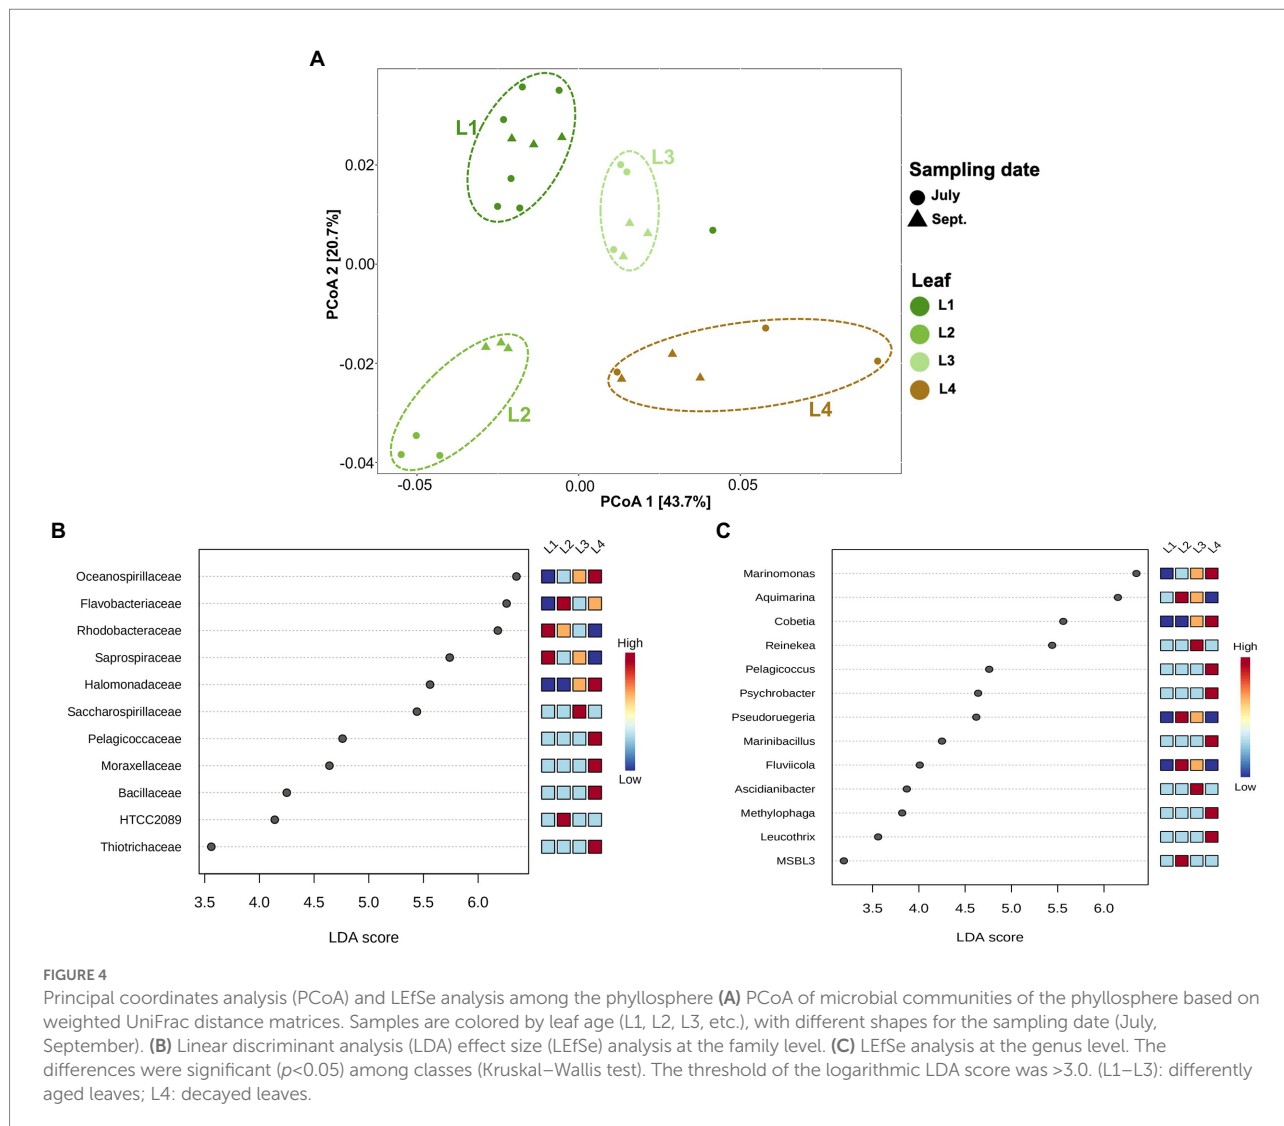 A
L1
L3
L2
L4
0.02
0.00
-0.02
-0.04
PCoA 2 [20.7%]
-0.05
0.00
0.05
PCoA 1 [43.7%]
Sampling date
July
Sept.
Leaf
L1
L2
L3
L4
B
L1 L2 L3 L4
Oceanospirillaceae
Flavobacteriaceae
Rhodobacteraceae
Saprospiraceae
Halomonadaceae
Saccharospirillaceae
Pelagicoccaceae
Moraxellaceae
Bacillaceae
HTCC2089
Thiotrichaceae
3.5 4.0 4.5 5.0 5.5 6.0
LDA score
High
Low
C
L1 L2 L3 L4
Marinomonas
Aquimarina
Cobetia
Reinekea
Pelagicoccus
Psychrobacter
Pseudoruegeria
Marinibacillus
Fluviicola
Ascidianibacter
Methylophaga
Leucothrix
MSBL3
3.5 4.0 4.5 5.0 5.5 6.0
LDA score
High
Low
FIGURE 4
Principal coordinates analysis (PCoA) and LEfSe analysis among the phyllosphere (A) PCoA of microbial communities of the phyllosphere based on
weighted UniFrac distance matrices. Samples are colored by leaf age (L1, L2, L3, etc.), with different shapes for the sampling date (July,
September). (B) Linear discriminant analysis (LDA) effect size (LEfSe) analysis at the family level. (C) LEfSe analysis at the genus level. The
differences were significant (p<0.05) among classes (Kruskal–Wallis test). The threshold of the logarithmic LDA score was >3.0. (L1–L3): differently
aged leaves; L4: decayed leaves.